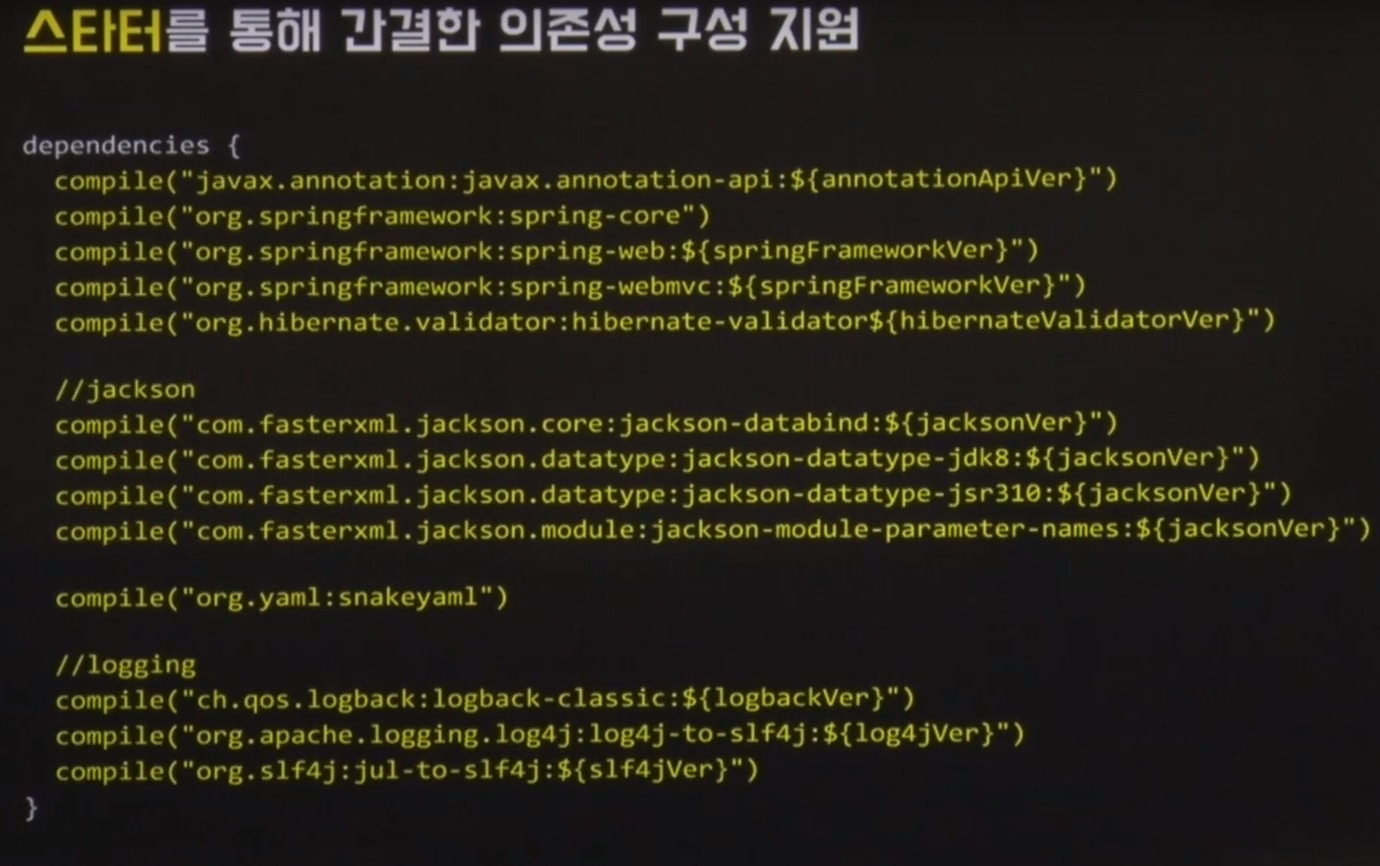 스타터를 통해 간결한 의존성 구성 지원
dependencies {
compile("javax.annotation:javax.annotation-api:${annotationApiVer}")
compile("org.springframework:spring-core")
compile("org.springframework:spring-web:${springFrameworkVer}")
compile("org.springframework:spring-webmvc:${springFrameworkVer}")
compile("org.hibernate.validator:hibernate-validator${hibernateValidatorVer}")
//jackson
compile("com.fasterxml.jackson.core:jackson-databind:${jacksonVer}")
compile("com.fasterxml.jackson.datatype:jackson-datatype-jdk8:${jacksonVer}")
compile("com.fasterxml.jackson.datatype:jackson-datatype-jsr310:${jacksonVer}")
compile("com.fasterxml.jackson.module:jackson-module-parameter-names:${jacksonVer}")
compile("org.yaml:snakeyaml")
//logging
compile("ch.qos.logback:logback-classic:${logbackVer}")
compile("org.apache.logging.log4j:log4j-to-slf4j:${log4jVer}")
compile("org.slf4j:jul-to-slf4j:${slf4jVer}")
}